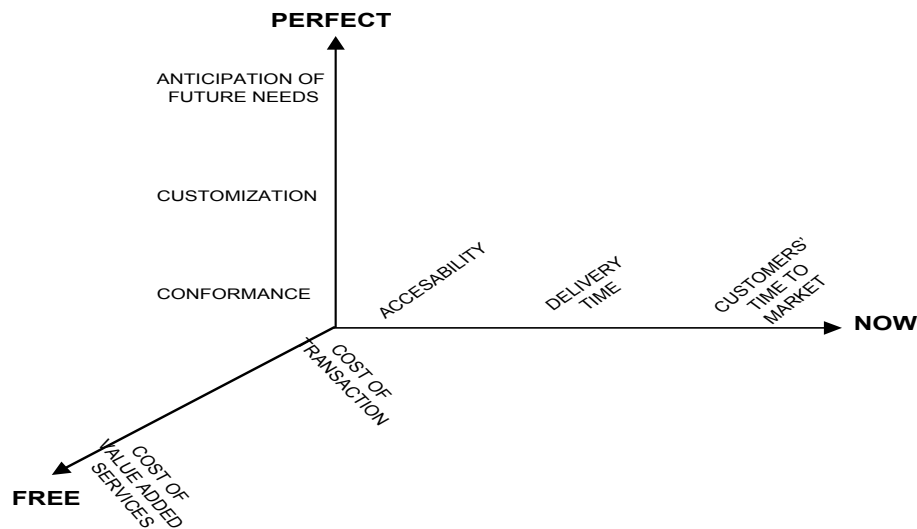 PERFECT
ANTICIPATION OF
FUTURE NEEDS
CUSTOMIZATION
CONFORMANCE
ACCESABILITY
DELIVERY
TIME
CUSTOMERS'
TIME TO
MARKET
NOW
COST OF
TRANSACTION
COST OF
VALUE ADDED
SERVICES
FREE